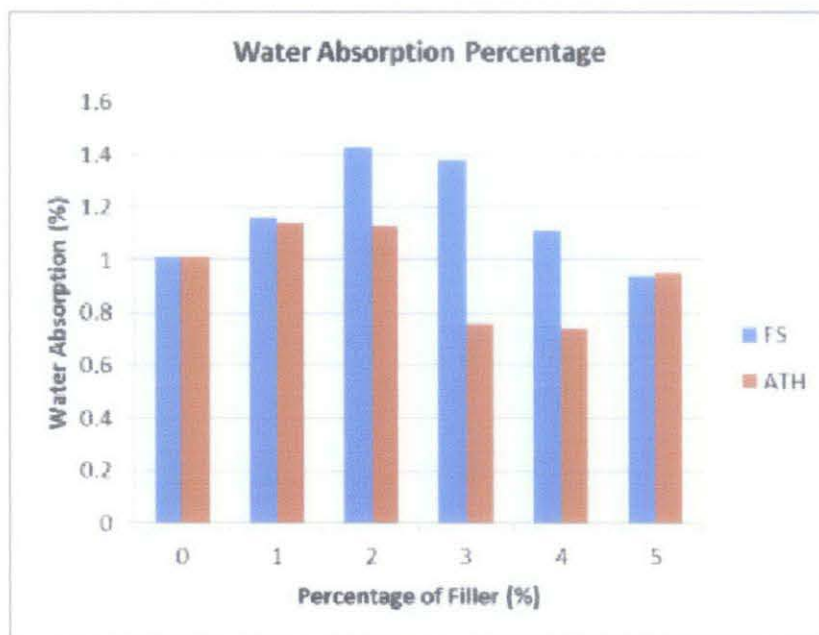 Water Absorption Percentage
1.6
1.4
1.2
1
0.8
0.6
0.4
0.2
0
Water Absorption (%)
0 1 2 3 4 5
Percentage of Filler (%)
FS
ATH